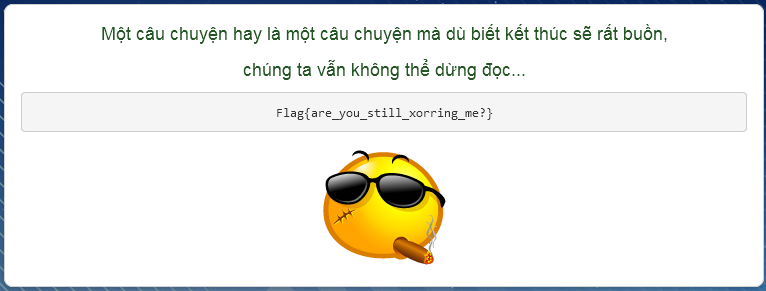 Một câu chuyện hay là một câu chuyện mà dù biết kết thúc sẽ rất buồn,
chúng ta vẫn không thể dừng đọc...
Flag{are_you_still_xorring_me?}